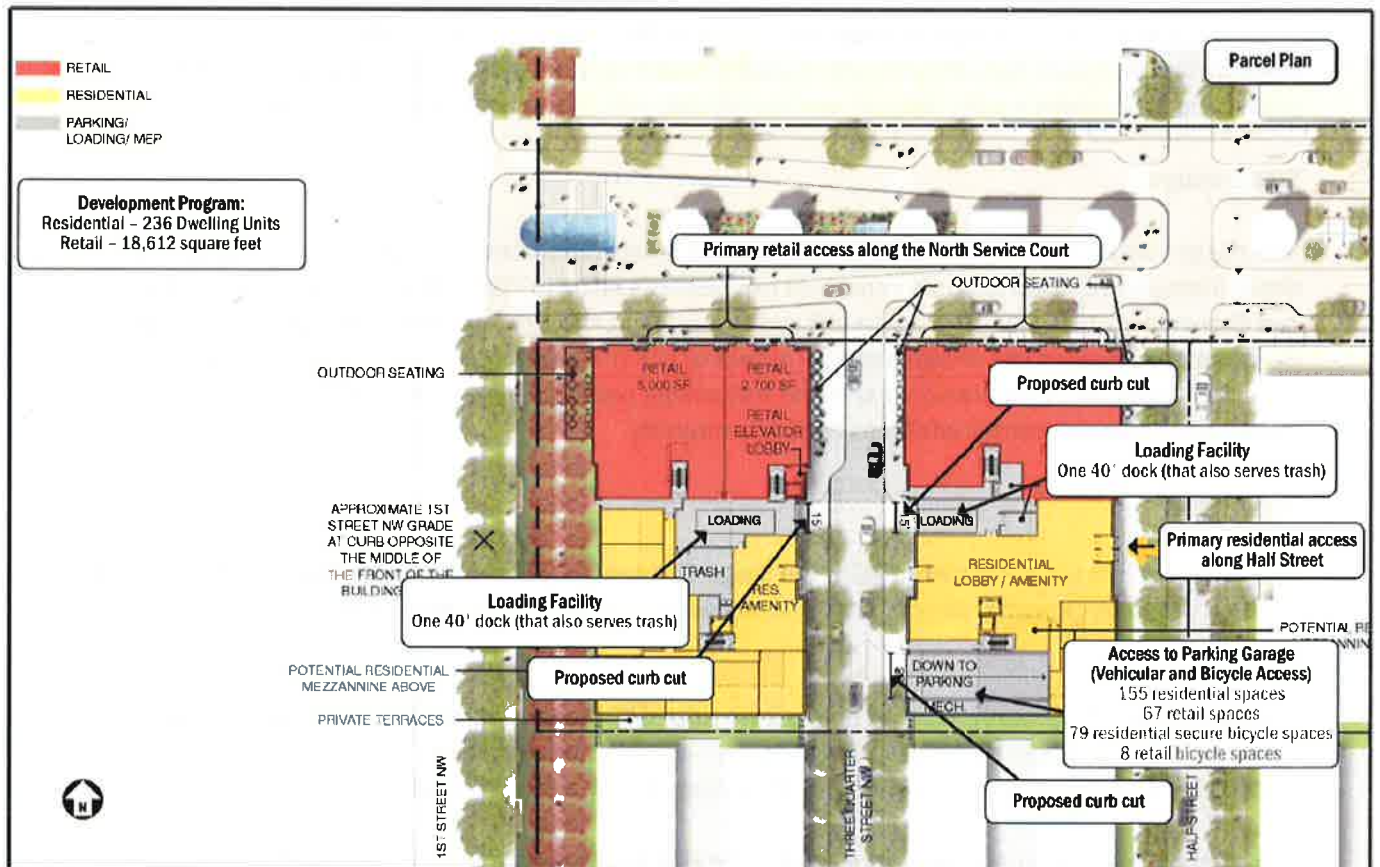 Parcel Plan
RETAIL
RESIDENTIAL
PARKING/
LOADING/ MEP
Development Program:
Residential – 236 Dwelling Units
Retail – 18,612 square feet
Primary retail access along the North Service Court
OUTDOOR SEATING
OUTDOOR SEATING
RETAIL
5,000 SF
RETAIL
2,700 SF
RETAIL
ELEVATOR
LOBBY
Proposed curb cut
Loading Facility
One 40' dock (that also serves trash)
APPROXIMATE 1ST
STREET NW GRADE
AT CURB OPPOSITE
THE MIDDLE OF
THE FRONT OF THE
BUILDING
LOADING
15'
15'
LOADING
Primary residential access
along Half Street
TRASH
RES.
AMENITY
RESIDENTIAL
LOBBY / AMENITY
Loading Facility
One 40' dock (that also serves trash)
POTENTIAL
Proposed curb cut
POTENTIAL RESIDENTIAL
MEZZANNINE ABOVE
PRIVATE TERRACES
DOWN TO
PARKING
MECH.
Access to Parking Garage
(Vehicular and Bicycle Access)
155 residential spaces
67 retail spaces
79 residential secure bicycle spaces
8 retail bicycle spaces
Proposed curb cut
N
1ST STREET NW
THREE QUARTER
STREET NW
HALF STREET